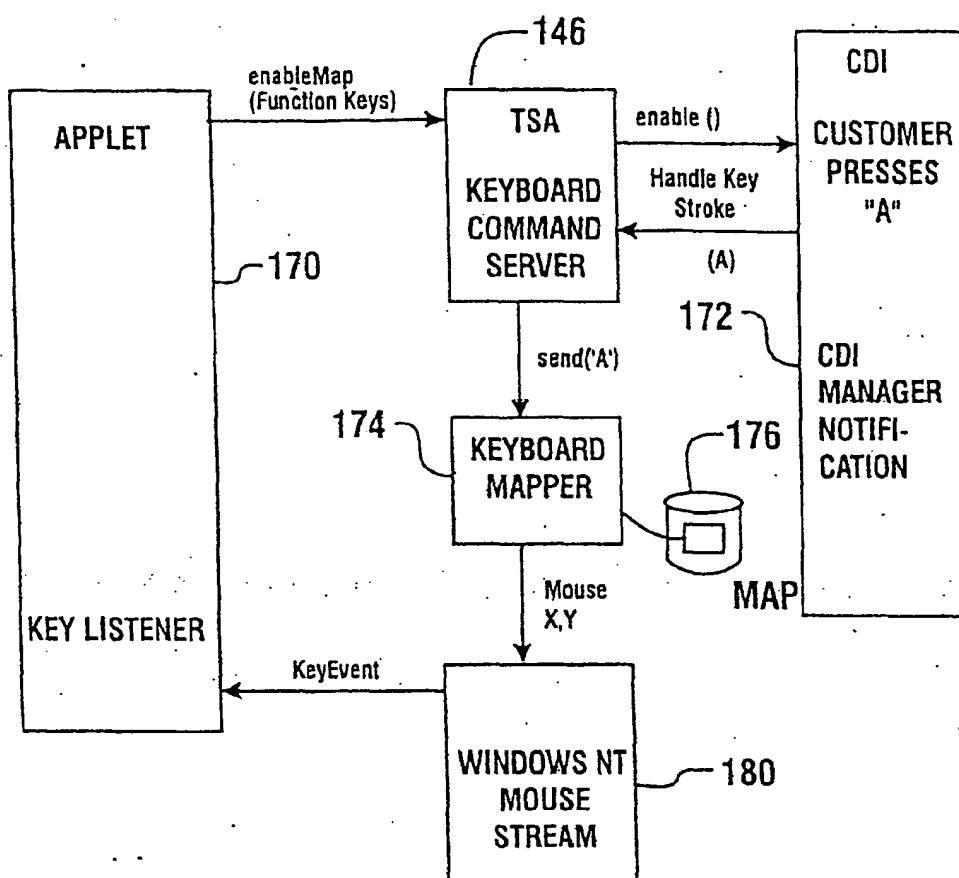 146
enableMap
(Function Keys)
APPLET
TSA
KEYBOARD
COMMAND
SERVER
enable ()
Handle Key
Stroke
(A)
CDI
CUSTOMER
PRESSES
"A"
170
172
CDI
MANAGER
NOTIFI-
CATION
send('A')
174
KEYBOARD
MAPPER
176
MAP
Mouse
X,Y
KEY LISTENER
KeyEvent
WINDOWS NT
MOUSE
STREAM
180